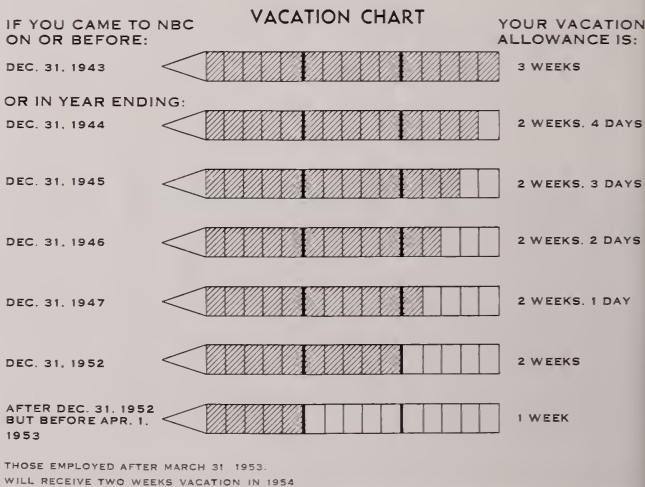 VACATION CHART
IF YOU CAME TO NBC
ON OR BEFORE:
YOUR VACATION
ALLOWANCE IS:
DEC. 31, 1943
3 WEEKS
OR IN YEAR ENDING:
DEC. 31, 1944
2 WEEKS. 4 DAYS
DEC. 31, 1945
2 WEEKS. 3 DAYS
DEC. 31, 1946
2 WEEKS. 2 DAYS
DEC. 31, 1947
2 WEEKS. 1 DAY
DEC. 31, 1952
2 WEEKS
AFTER DEC. 31, 1952
BUT BEFORE APR. 1,
1953
1 WEEK
THOSE EMPLOYED AFTER MARCH 31 1953.
WILL RECEIVE TWO WEEKS VACATION IN 1954